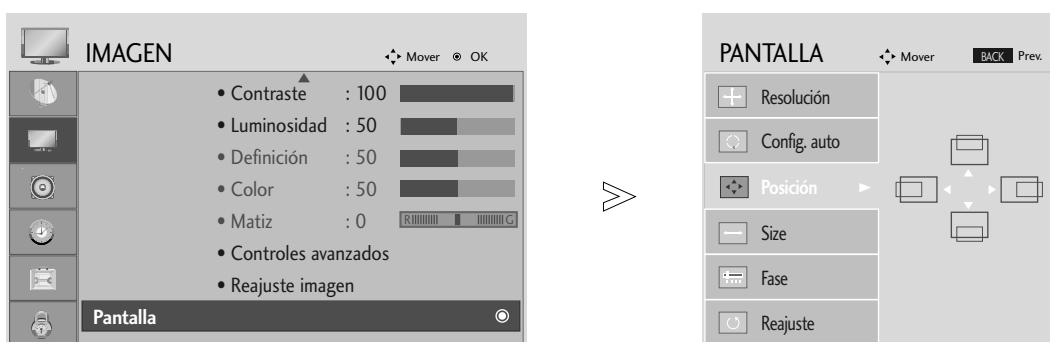 IMAGEN
Mover OK
• Contraste : 100
• Luminosidad : 50
• Definición : 50
• Color : 50
• Matiz : 0 R G
• Controles avanzados
• Reajuste imagen
Pantalla
PANTALLA
Mover BACK Prev.
Resolución
Config. auto
Posición
Size
Fase
Reajuste